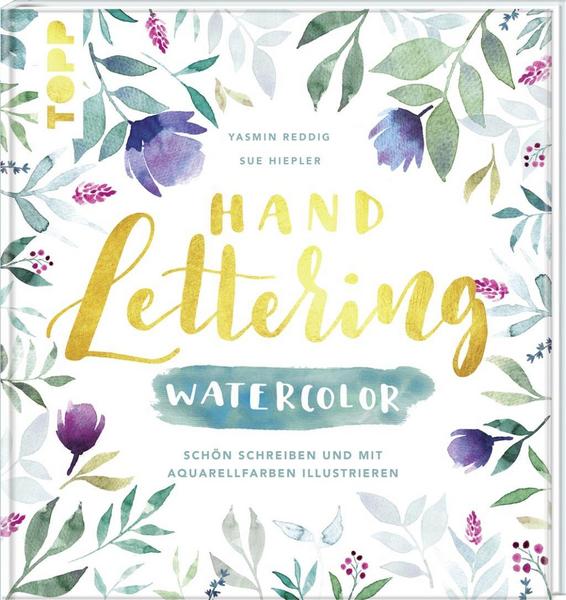 TOPP
YASMIN REDDIG
SUE HIEPLER
HAND
Lettering
WATERCOLOR
SCHÖN SCHREIBEN UND MIT
AQUARELLFARBEN ILLUSTRIEREN